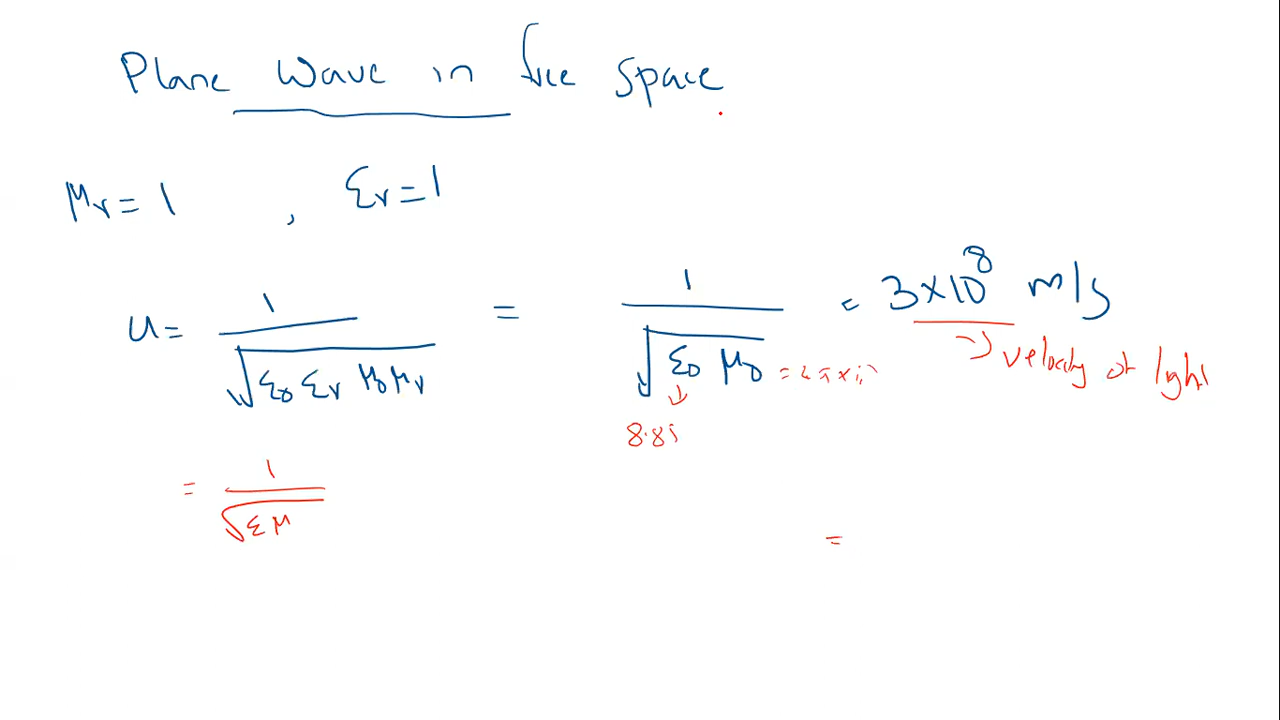 Plane Wave in free space
μr = 1 , εr = 1
u = 1 / √(ε0 εr μ0 μr) = 1 / √(ε0 μ0) = 3×10^8 m/s
→ velocity of light
8.85
= 1 / √(ε μ)
=